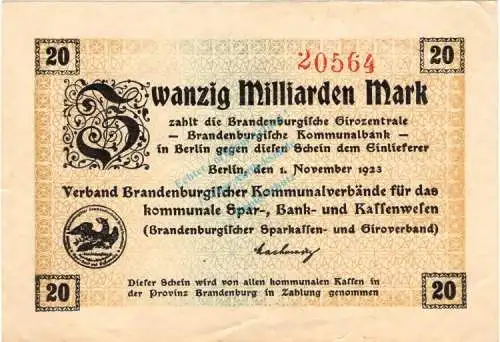 20 20
20564
Zwanzig Milliarden Mark
zahlt die Brandenburgische Girozentrale
— Brandenburgische Kommunalbank —
in Berlin gegen diesen Schein dem Einlieferer
Berlin, den 1. November 1923
Verband Brandenburgischer Kommunalverbände für das
kommunale Spar-, Bank- und Kassenwesen
(Brandenburgischer Sparkassen- und Giroverband)
Dieser Schein wird von allen kommunalen Kassen in
der Provinz Brandenburg in Zahlung genommen
20 20